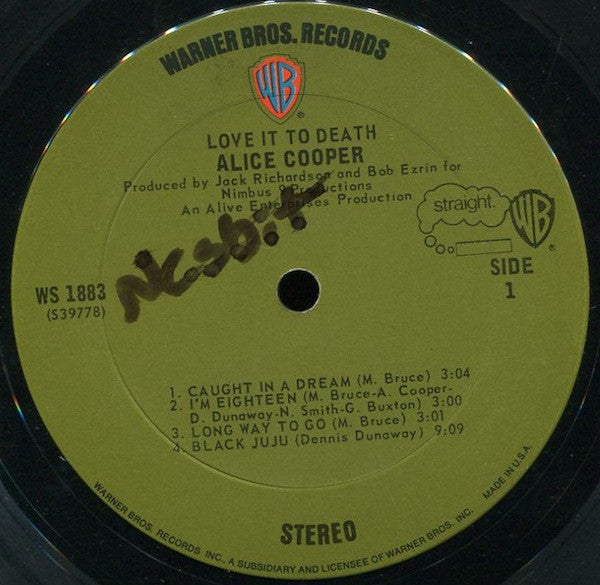 WARNER BROS. RECORDS
WB
®
LOVE IT TO DEATH
ALICE COOPER
Produced by Jack Richardson and Bob Ezrin for
Nimbus 9 Productions
An Alive Enterprises Production
straight.
WB
®
Nesbit
WS 1883
(S39778)
SIDE
1
1. CAUGHT IN A DREAM (M. Bruce) 3:04
2. I'M EIGHTEEN (M. Bruce-A. Cooper-
D. Dunaway-N. Smith-G. Buxton) 3:00
3. LONG WAY TO GO (M. Bruce) 3:01
4. BLACK JUJU (Dennis Dunaway) 9:09
STEREO
WARNER BROS. RECORDS INC., A SUBSIDIARY AND LICENSEE OF WARNER BROS. INC.
MADE IN U.S.A.